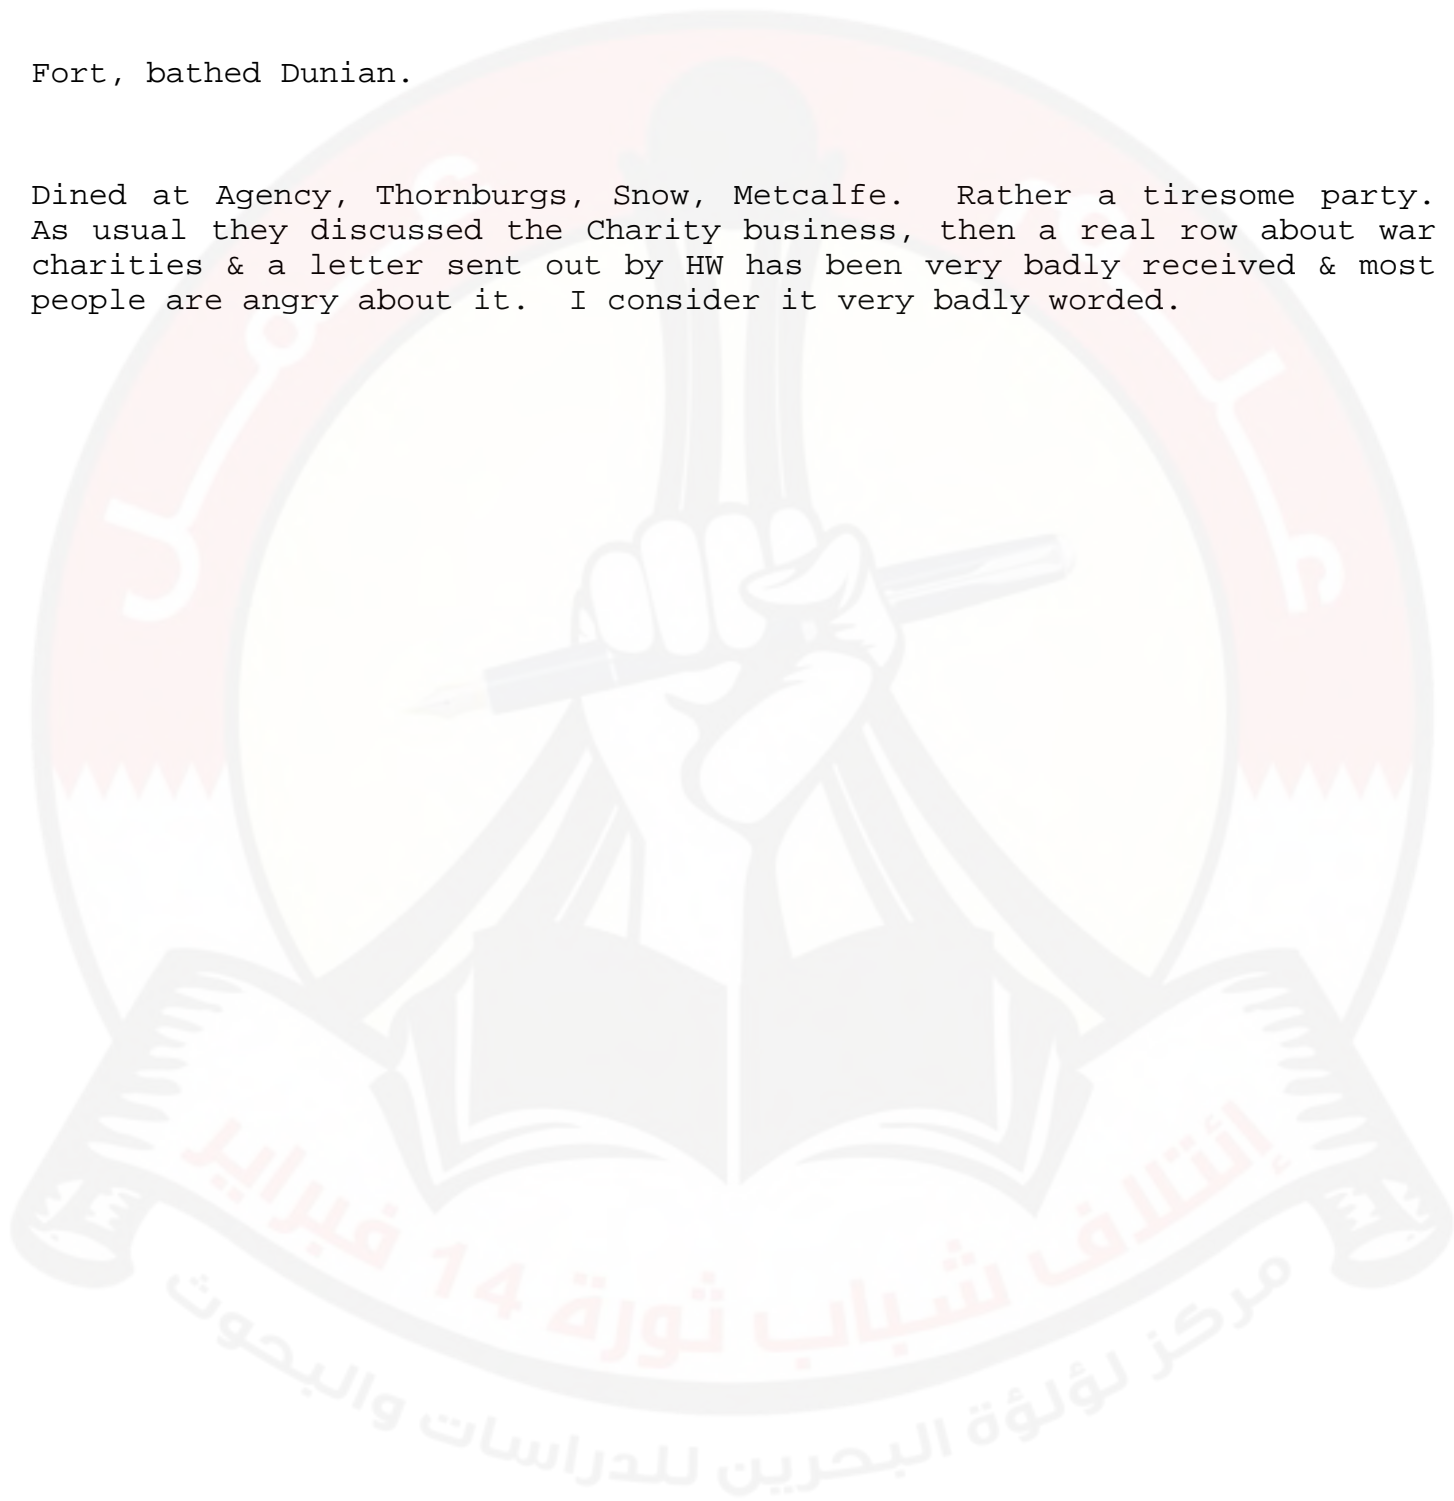 Fort, bathed Dunian.
Dined at Agency, Thornburgs, Snow, Metcalfe. Rather a tiresome party.
As usual they discussed the Charity business, then a real row about war
charities & a letter sent out by HW has been very badly received & most
people are angry about it. I consider it very badly worded.
إئتلاف شباب ثورة 14 فبراير
مركز لؤلؤة البحرين للدراسات والبحوث